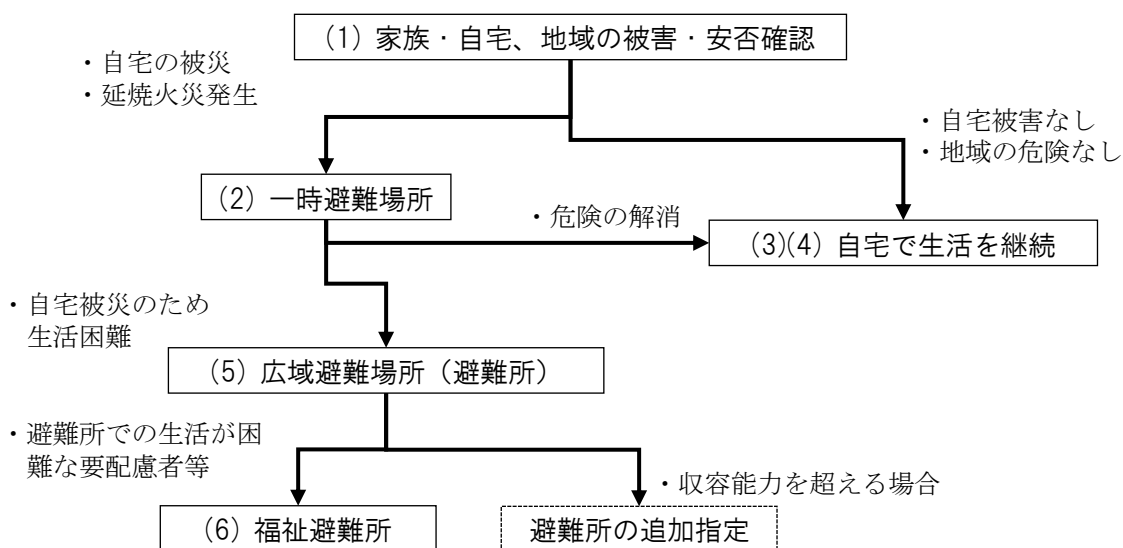 (1) 家族・自宅、地域の被害・安否確認
・自宅の被災
・延焼火災発生
・自宅被害なし
・地域の危険なし
(2) 一時避難場所
・危険の解消
(3)(4) 自宅で生活を継続
・自宅被災のため
生活困難
(5) 広域避難場所（避難所）
・避難所での生活が困
難な要配慮者等
・収容能力を超える場合
(6) 福祉避難所
避難所の追加指定